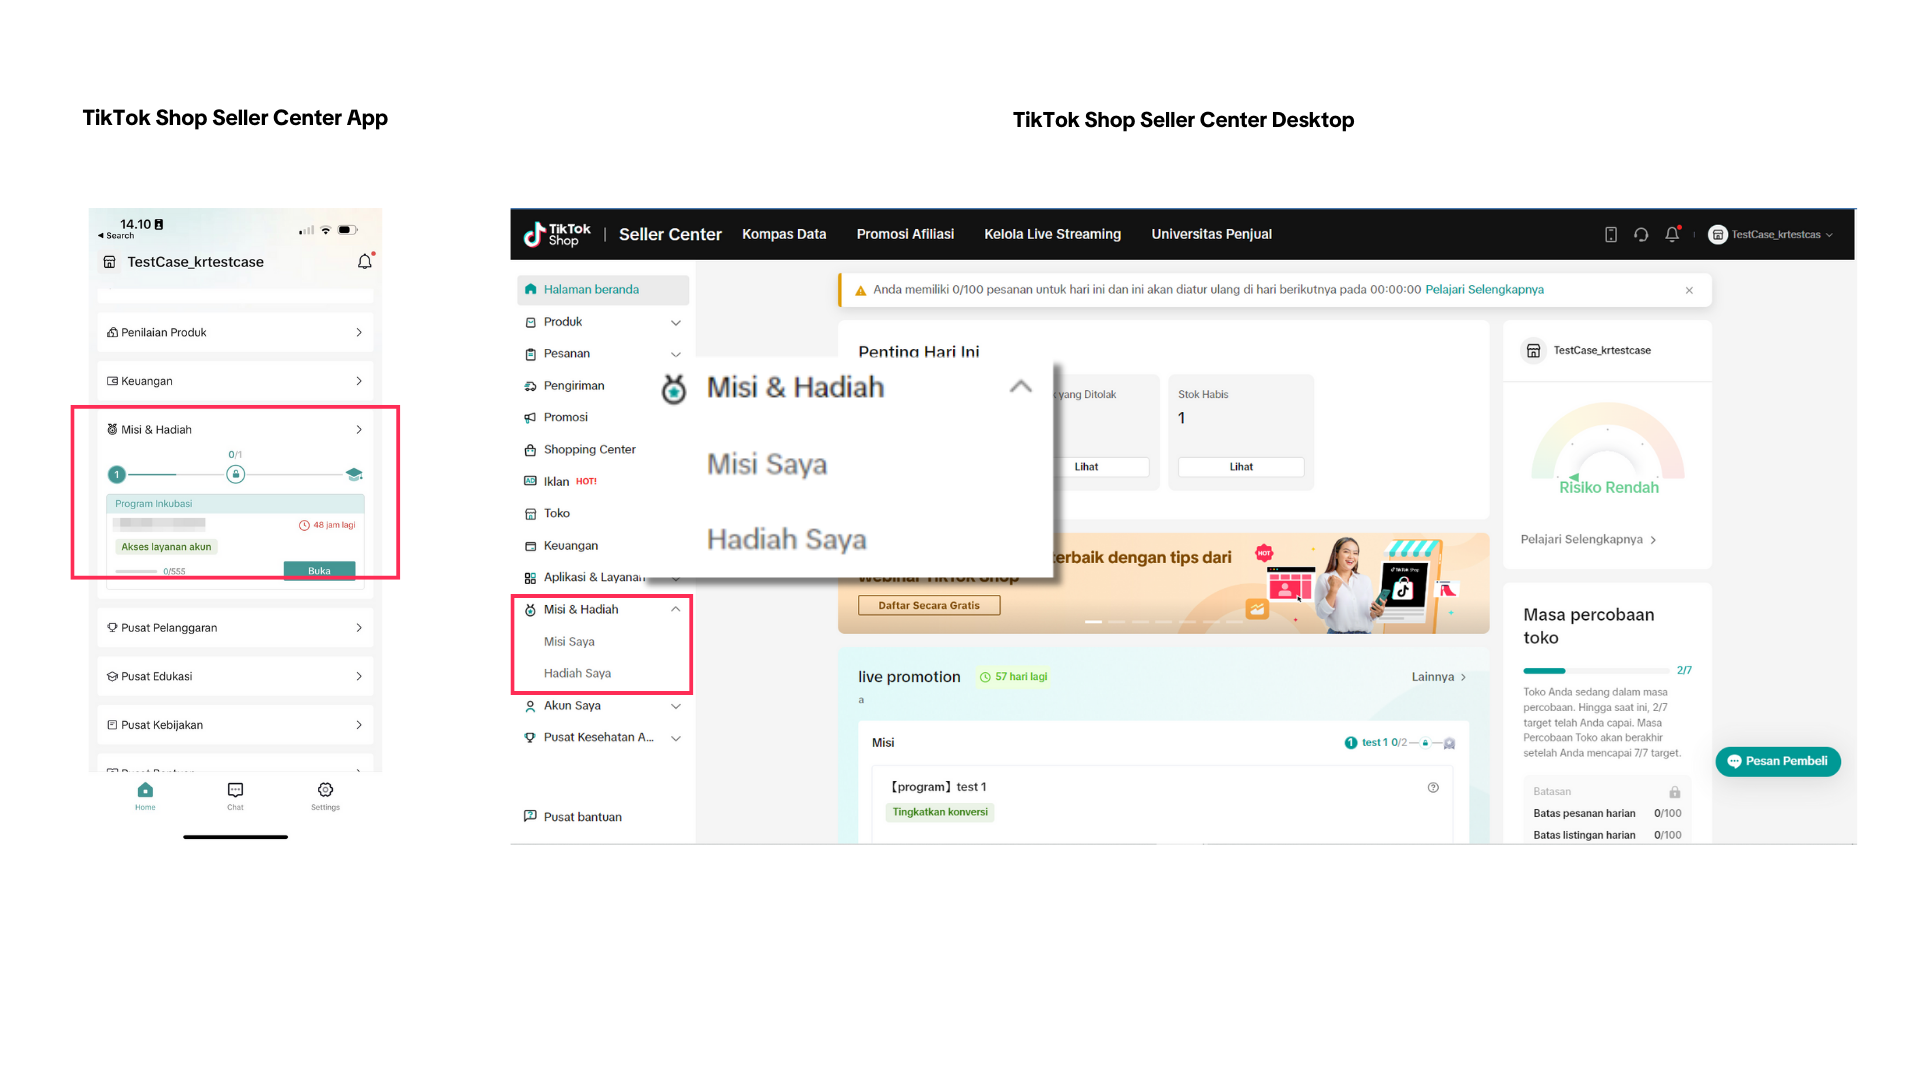 TikTok Shop Seller Center App
TikTok Shop Seller Center Desktop
14.10
Search
TestCase_krtestcase
Penilaian Produk
Keuangan
Misi & Hadiah
0/1
1
Program Inkubasi
48 jam lagi
Akses layanan akun
0/555
Buka
Pusat Pelanggaran
Pusat Edukasi
Pusat Kebijakan
Home
Chat
Settings
TikTok Shop
Seller Center
Kompas Data
Promosi Afiliasi
Kelola Live Streaming
Universitas Penjual
TestCase_krtestcas
Halaman beranda
Produk
Pesanan
Pengiriman
Promosi
Shopping Center
Iklan HOT!
Toko
Keuangan
Aplikasi & Layanan
Misi & Hadiah
Misi Saya
Hadiah Saya
Akun Saya
Pusat Kesehatan A...
Pusat bantuan
Misi & Hadiah
Misi Saya
Hadiah Saya
Anda memiliki 0/100 pesanan untuk hari ini dan ini akan diatur ulang di hari berikutnya pada 00:00:00 Pelajari Selengkapnya
Penting Hari Ini
yang Ditolak
Lihat
Stok Habis
1
Lihat
terbaik dengan tips dari
Webinar TikTok Shop
Daftar Secara Gratis
HOT
live promotion
57 hari lagi
Lainnya
a
Misi
1 test 1 0/2
【program】test 1
Tingkatkan konversi
TestCase_krtestcase
Risiko Rendah
Pelajari Selengkapnya
Masa percobaan
toko
2/7
Toko Anda sedang dalam masa
percobaan. Hingga saat ini, 2/7
target telah Anda capai. Masa
Percobaan Toko akan berakhir
setelah Anda mencapai 7/7 target.
Batasan
Batas pesanan harian 0/100
Batas listingan harian 0/100
Pesan Pembeli